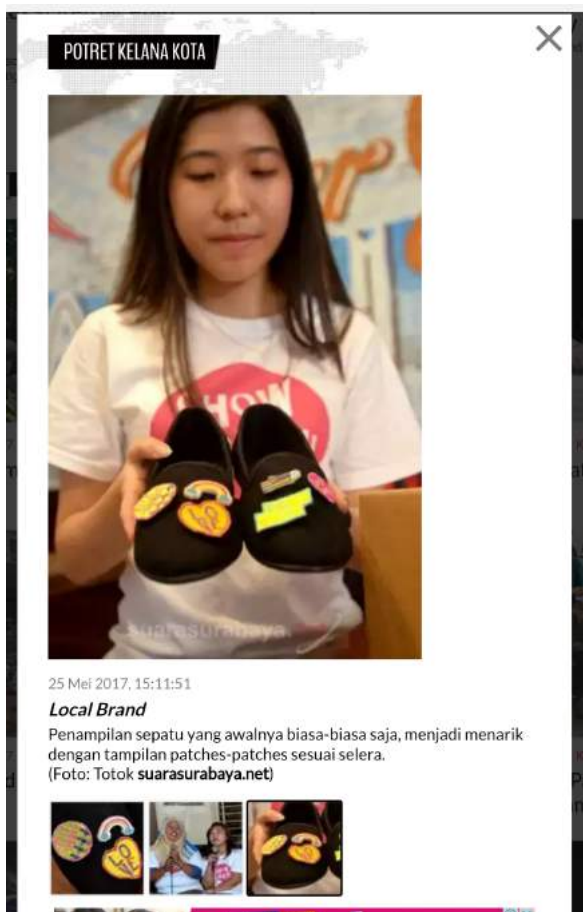 POTRET KELANA KOTA
SHOW
suarasurabaya.
25 Mei 2017, 15:11:51
Local Brand
Penampilan sepatu yang awalnya biasa-biasa saja, menjadi menarik
dengan tampilan patches-patches sesuai selera.
(Foto: Totok suarasurabaya.net)